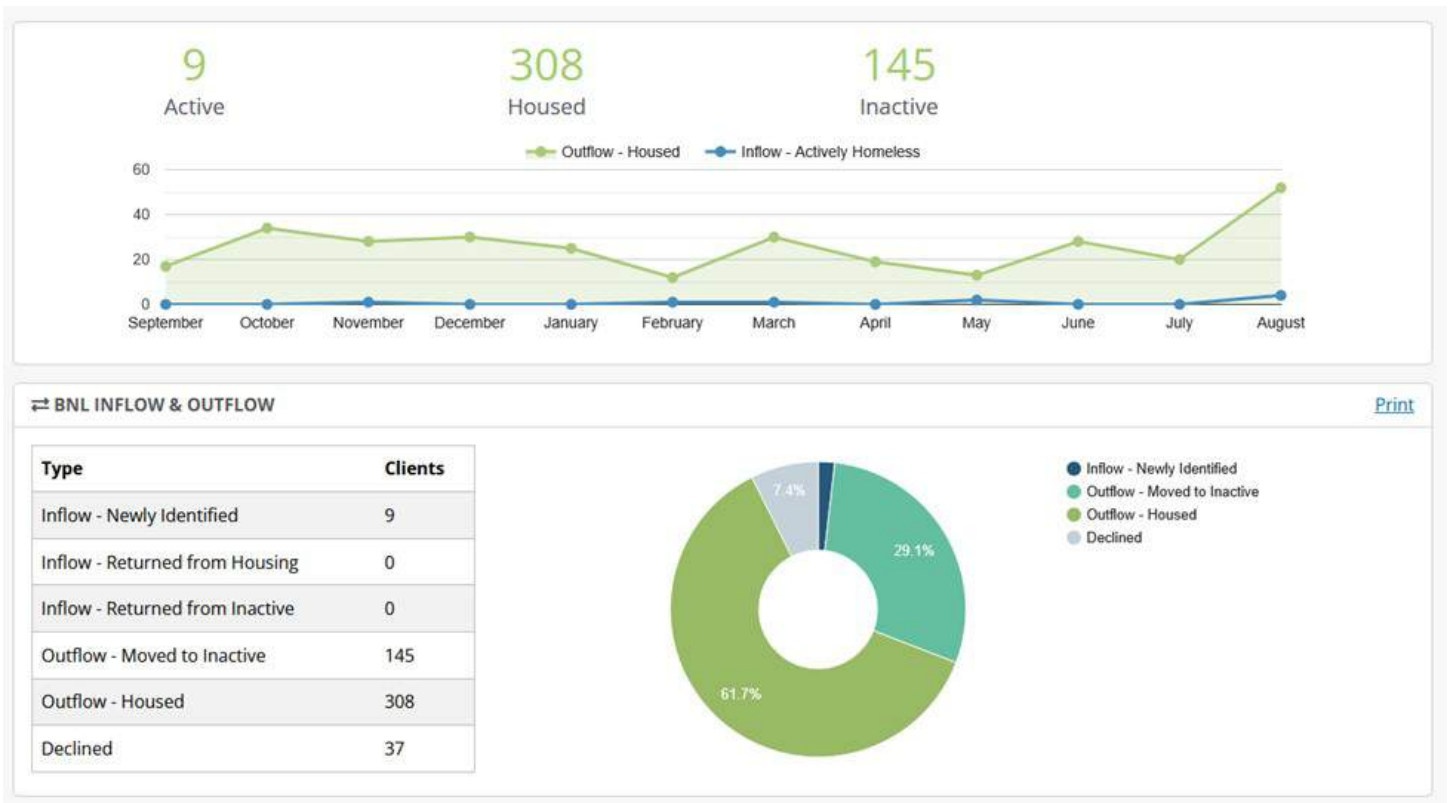 9 308 145
Active Housed Inactive
Outflow - Housed Inflow - Actively Homeless
60
40
20
0
September October November December January February March April May June July August
BNL INFLOW & OUTFLOW Print
Type Clients
Inflow - Newly Identified 9
Inflow - Returned from Housing 0
Inflow - Returned from Inactive 0
Outflow - Moved to Inactive 145
Outflow - Housed 308
Declined 37
7.4%
29.1%
61.7%
Inflow - Newly Identified
Outflow - Moved to Inactive
Outflow - Housed
Declined